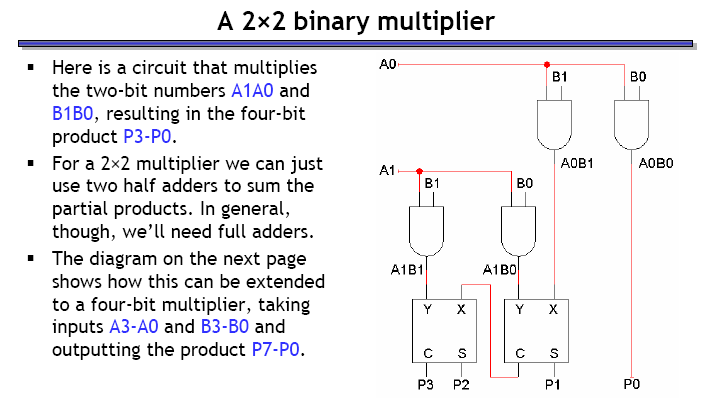 A 2×2 binary multiplier
▪ Here is a circuit that multiplies
the two-bit numbers A1A0 and
B1B0, resulting in the four-bit
product P3-P0.
▪ For a 2×2 multiplier we can just
use two half adders to sum the
partial products. In general,
though, we’ll need full adders.
▪ The diagram on the next page
shows how this can be extended
to a four-bit multiplier, taking
inputs A3-A0 and B3-B0 and
outputting the product P7-P0.
A0
B1 B0
A0B1 A0B0
A1
B1 B0
A1B1 A1B0
Y X Y X
C S C S
P3 P2 P1 P0